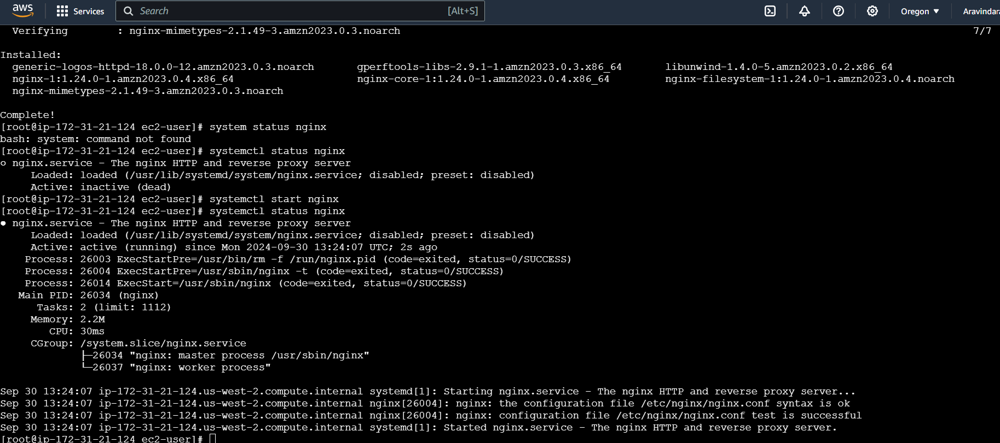 aws Services Search [Alt+S] Oregon ▼ Aravindar
Verifying : nginx-mimetypes-2.1.49-3.amzn2023.0.3.noarch 7/7
Installed:
generic-logos-httpd-18.0.0-12.amzn2023.0.3.noarch gperftools-libs-2.9.1-1.amzn2023.0.3.x86_64 libunwind-1.4.0-5.amzn2023.0.2.x86_64
nginx-1:1.24.0-1.amzn2023.0.4.x86_64 nginx-core-1:1.24.0-1.amzn2023.0.4.x86_64 nginx-filesystem-1:1.24.0-1.amzn2023.0.4.noarch
nginx-mimetypes-2.1.49-3.amzn2023.0.3.noarch
Complete!
[root@ip-172-31-21-124 ec2-user]# system status nginx
bash: system: command not found
[root@ip-172-31-21-124 ec2-user]# systemctl status nginx
○ nginx.service - The nginx HTTP and reverse proxy server
Loaded: loaded (/usr/lib/systemd/system/nginx.service; disabled; preset: disabled)
Active: inactive (dead)
[root@ip-172-31-21-124 ec2-user]# systemctl start nginx
[root@ip-172-31-21-124 ec2-user]# systemctl status nginx
● nginx.service - The nginx HTTP and reverse proxy server
Loaded: loaded (/usr/lib/systemd/system/nginx.service; disabled; preset: disabled)
Active: active (running) since Mon 2024-09-30 13:24:07 UTC; 2s ago
Process: 26003 ExecStartPre=/usr/bin/rm -f /run/nginx.pid (code=exited, status=0/SUCCESS)
Process: 26004 ExecStartPre=/usr/sbin/nginx -t (code=exited, status=0/SUCCESS)
Process: 26014 ExecStart=/usr/sbin/nginx (code=exited, status=0/SUCCESS)
Main PID: 26034 (nginx)
Tasks: 2 (limit: 1112)
Memory: 2.2M
CPU: 30ms
CGroup: /system.slice/nginx.service
├─26034 "nginx: master process /usr/sbin/nginx"
└─26037 "nginx: worker process"
Sep 30 13:24:07 ip-172-31-21-124.us-west-2.compute.internal systemd[1]: Starting nginx.service - The nginx HTTP and reverse proxy server...
Sep 30 13:24:07 ip-172-31-21-124.us-west-2.compute.internal nginx[26004]: nginx: the configuration file /etc/nginx/nginx.conf syntax is ok
Sep 30 13:24:07 ip-172-31-21-124.us-west-2.compute.internal nginx[26004]: nginx: configuration file /etc/nginx/nginx.conf test is successful
Sep 30 13:24:07 ip-172-31-21-124.us-west-2.compute.internal systemd[1]: Started nginx.service - The nginx HTTP and reverse proxy server.
[root@ip-172-31-21-124 ec2-user]#